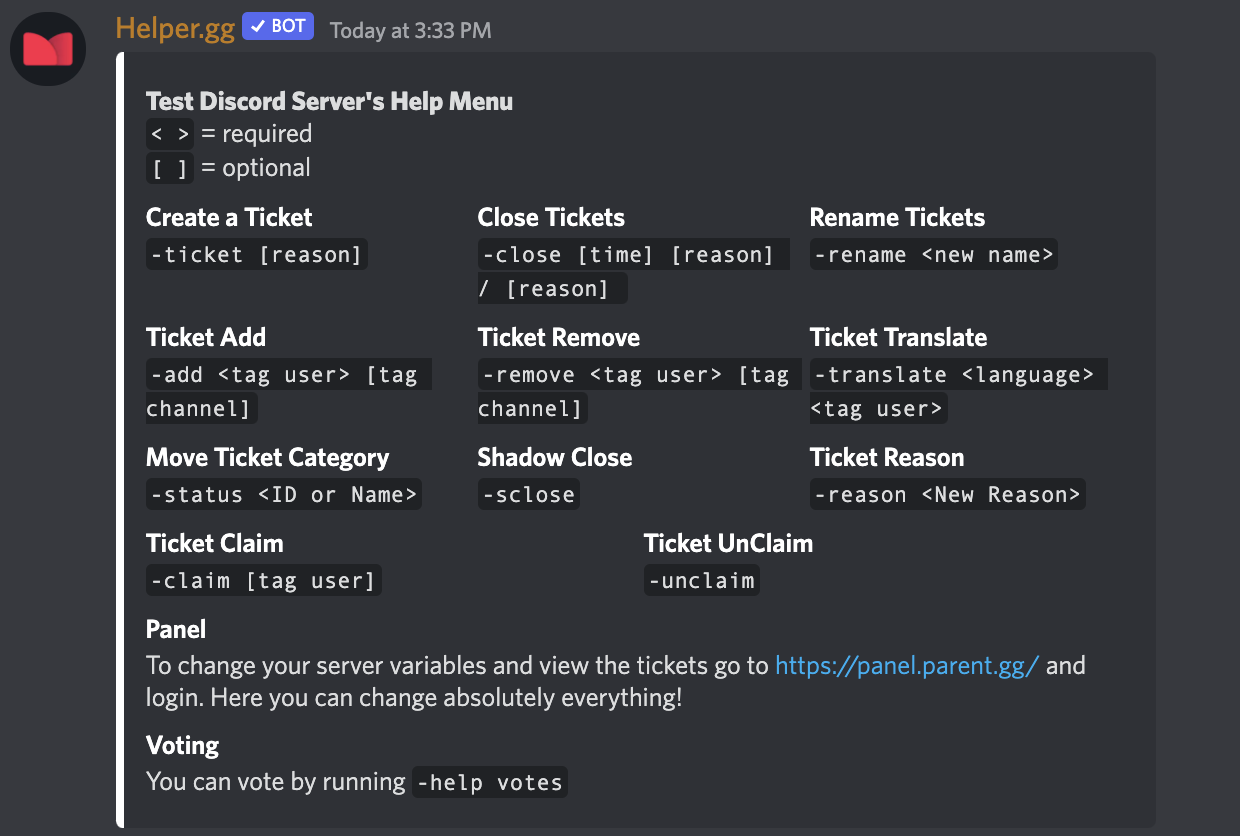 Helper.gg ✓ BOT Today at 3:33 PM
Test Discord Server's Help Menu
< > = required
[ ] = optional
Create a Ticket
-ticket [reason]
Close Tickets
-close [time] [reason]
/ [reason]
Rename Tickets
-rename <new name>
Ticket Add
-add <tag user> [tag
channel]
Ticket Remove
-remove <tag user> [tag
channel]
Ticket Translate
-translate <language>
<tag user>
Move Ticket Category
-status <ID or Name>
Shadow Close
-sclose
Ticket Reason
-reason <New Reason>
Ticket Claim
-claim [tag user]
Ticket UnClaim
-unclaim
Panel
To change your server variables and view the tickets go to https://panel.parent.gg/ and
login. Here you can change absolutely everything!
Voting
You can vote by running -help votes